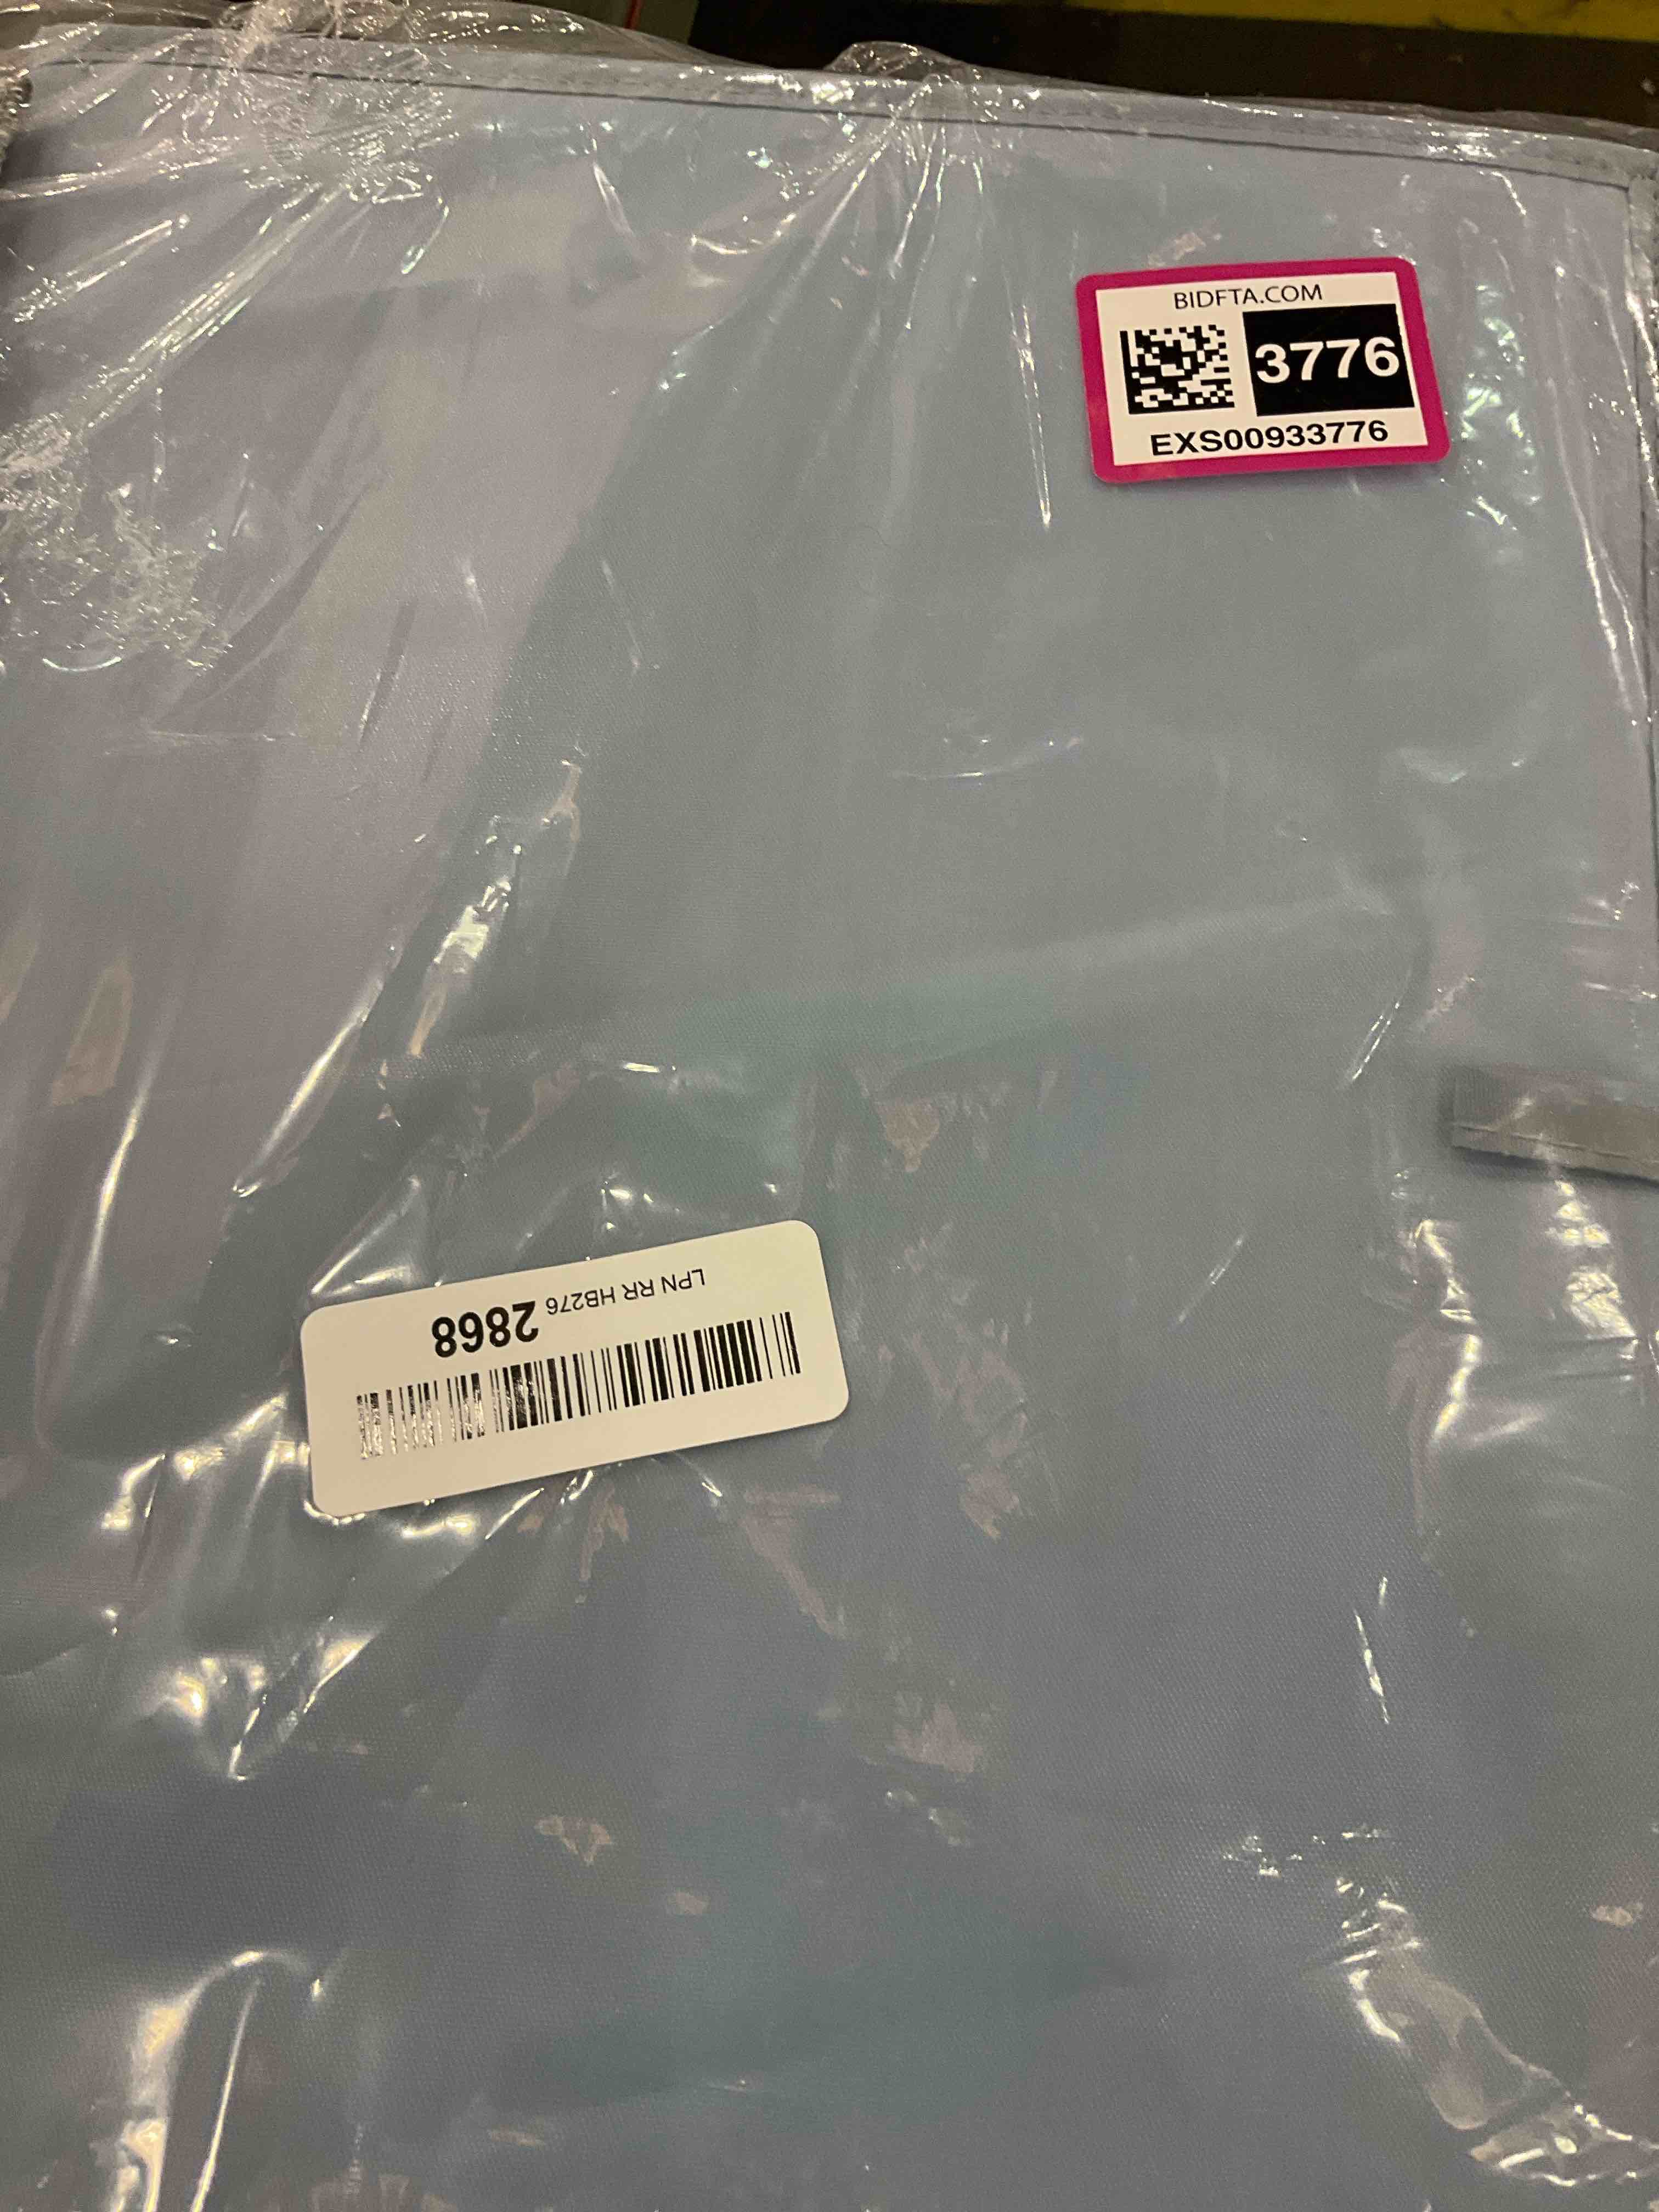 BIDFTA.COM
3776
EXS00933776
LPN RR HB276 2868